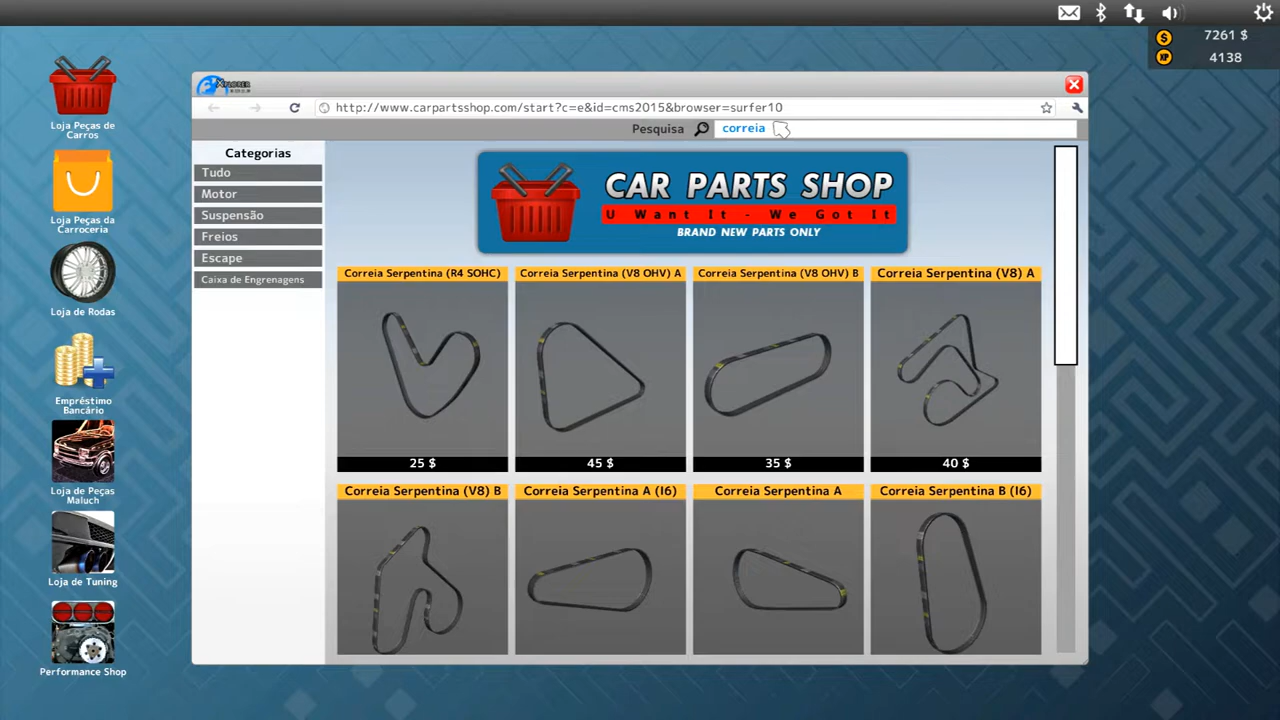 7261 $
4138
XPLORER
http://www.carpartsshop.com/start?c=e&id=cms2015&browser=surfer10
Pesquisa
correia
Loja Peças de
Carros
Loja Peças da
Carroceria
Loja de Rodas
Empréstimo
Bancário
Loja de Peças
Maluch
Loja de Tuning
Performance Shop
Categorias
Tudo
Motor
Suspensão
Freios
Escape
Caixa de Engrenagens
CAR PARTS SHOP
U Want It - We Got It
BRAND NEW PARTS ONLY
Correia Serpentina (R4 SOHC)
Correia Serpentina (V8 OHV) A
Correia Serpentina (V8 OHV) B
Correia Serpentina (V8) A
25 $
45 $
35 $
40 $
Correia Serpentina (V8) B
Correia Serpentina A (I6)
Correia Serpentina A
Correia Serpentina B (I6)